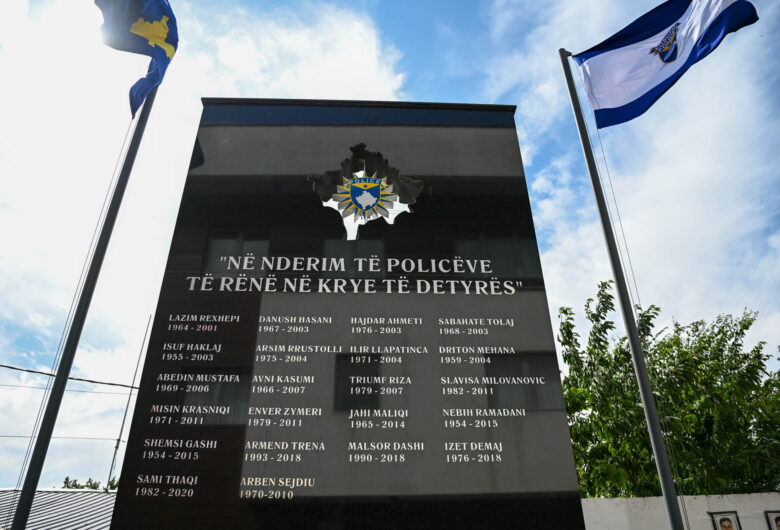 POLICE
"NË NDERIM TË POLICËVE
TË RËNË NË KRYE TË DETYRËS"
LAZIM REXHEPI DANUSH HASANI HAJDAR AHMETI SABAHATE TOLAJ
1964 - 2001 1967 - 2003 1976 - 2003 1968 - 2003
ISUF HAKLAJ ARSIM RRUSTOLLI ILIR LLAPATINCA DRITON MEHANA
1955 - 2003 1975 - 2004 1971 - 2004 1959 - 2004
ABEDIN MUSTAFA AVNI KASUMI TRIUMF RIZA SLAVISA MILOVANOVIC
1969 - 2006 1966 - 2007 1979 - 2007 1982 - 2011
MISIN KRASNIQI ENVER ZYMERI JAHI MALIQI NEBIH RAMADANI
1971 - 2011 1979 - 2011 1965 - 2014 1954 - 2015
SHEMSI GASHI ARMEND TRENA MALSOR DASHI IZET DEMAJ
1954 - 2015 1993 - 2018 1990 - 2018 1976 - 2018
SAMI THAQI ARBEN SEJDIU
1982 - 2020 1970-2010